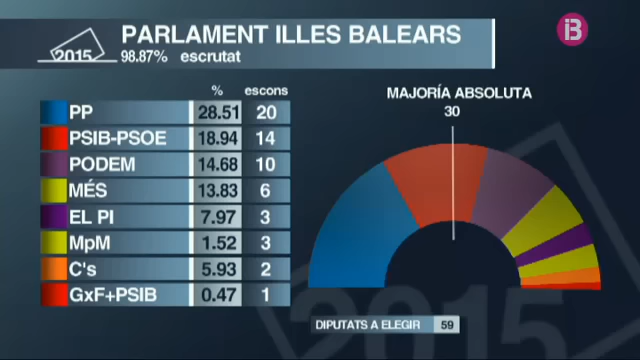 PARLAMENT ILLES BALEARS
2015
98.87% escrutat
iB
% escons
PP 28.51 20
PSIB-PSOE 18.94 14
PODEM 14.68 10
MÉS 13.83 6
EL PI 7.97 3
MpM 1.52 3
C's 5.93 2
GxF+PSIB 0.47 1
MAJORÍA ABSOLUTA
30
DIPUTATS A ELEGIR 59
2015